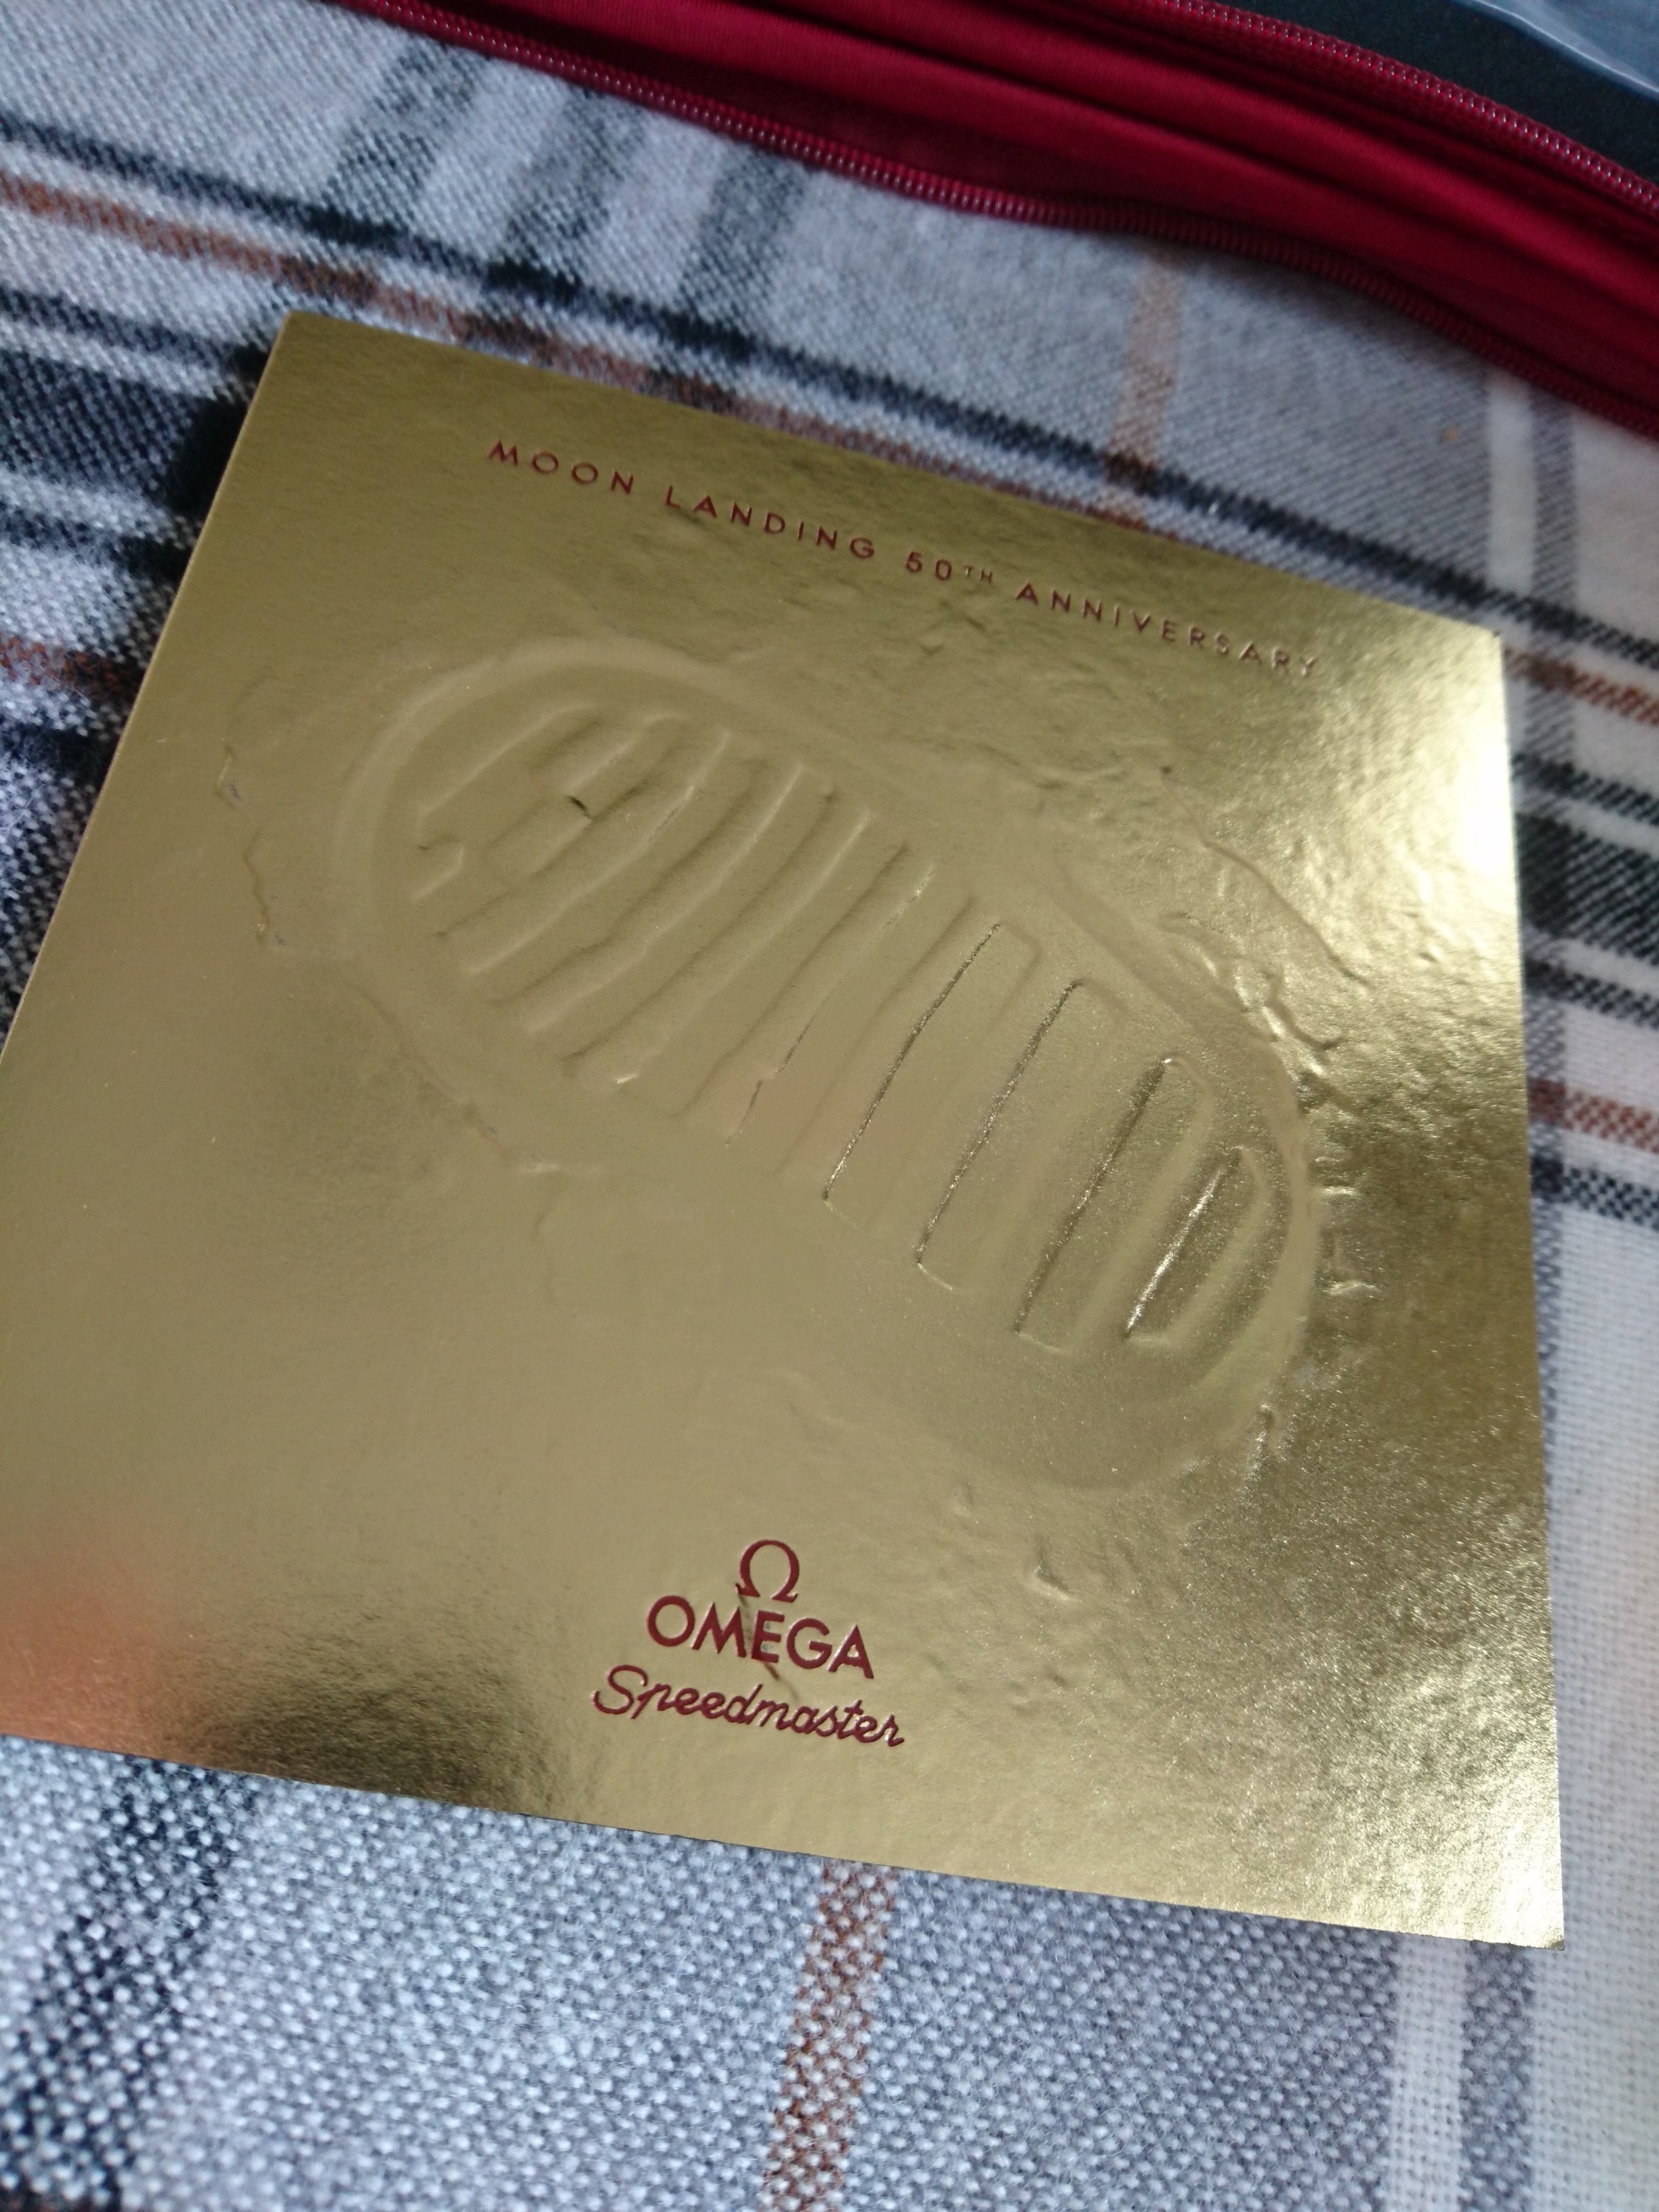 MOON LANDING 50TH ANNIVERSARY
Ω
OMEGA
Speedmaster